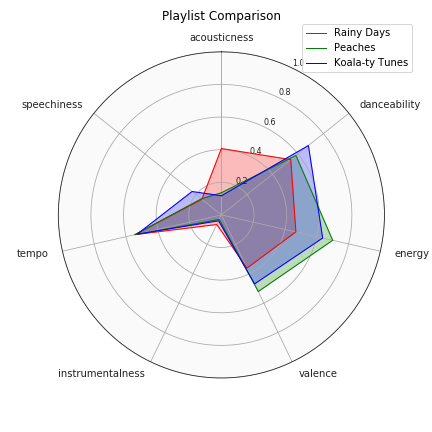 Playlist Comparison
Rainy Days
Peaches
Koala-ty Tunes
acousticness
danceability
energy
valence
instrumentalness
tempo
speechiness
0.2
0.4
0.6
0.8
1.0